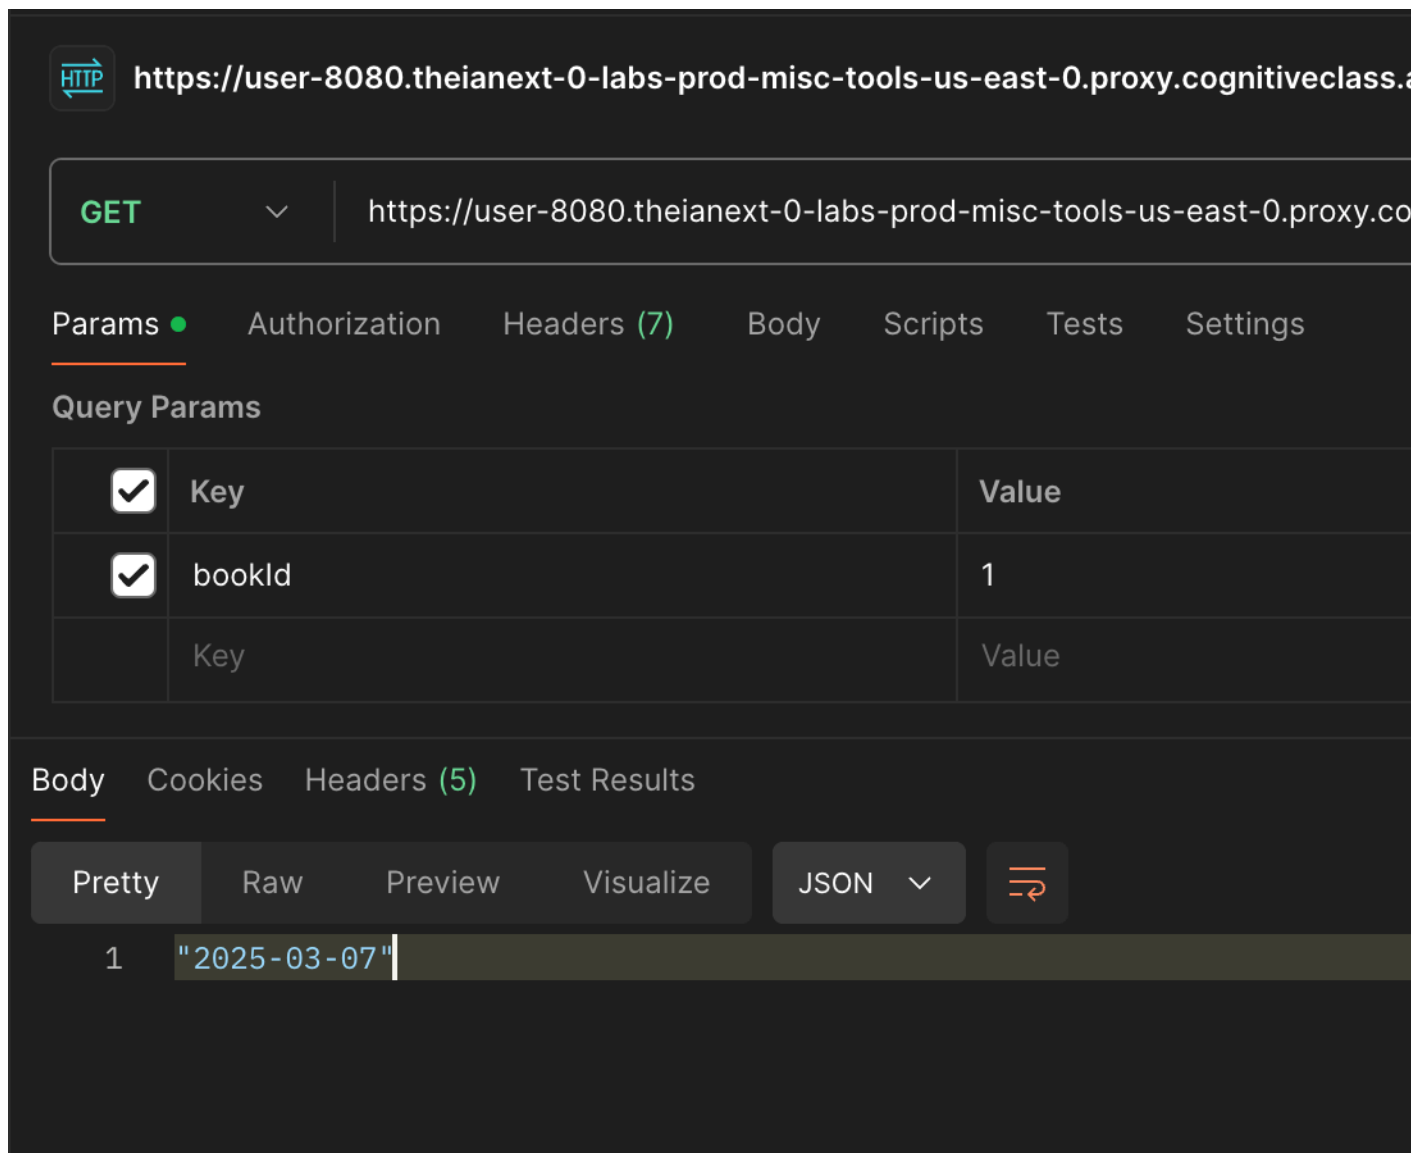 HTTP https://user-8080.theianext-0-labs-prod-misc-tools-us-east-0.proxy.cognitiveclass.a
GET https://user-8080.theianext-0-labs-prod-misc-tools-us-east-0.proxy.co
Params Authorization Headers (7) Body Scripts Tests Settings
Query Params
Key Value
bookId 1
Key Value
Body Cookies Headers (5) Test Results
Pretty Raw Preview Visualize JSON
1 "2025-03-07"